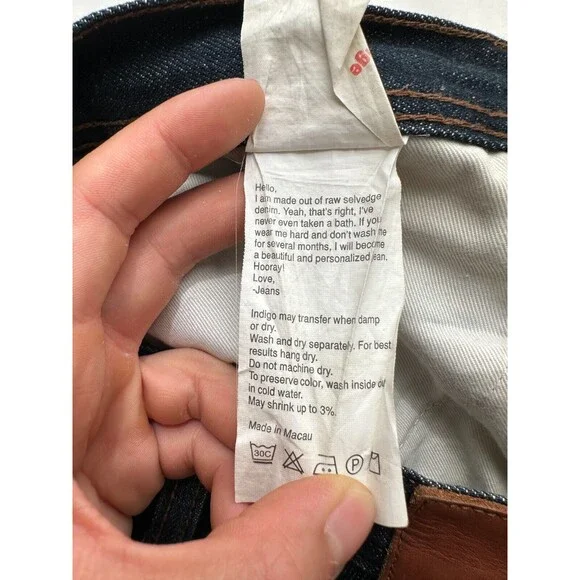 Hello,
I am made out of raw selvedge
denim. Yeah, that's right, I've
never even taken a bath. If you
wear me hard and don't wash me
for several months, I will become
a beautiful and personalized jean.
Hooray!
Love,
-Jeans
Indigo may transfer when damp
or dry.
Wash and dry separately. For best
results hang dry.
Do not machine dry.
To preserve color, wash inside out
in cold water.
May shrink up to 3%.
Made in Macau
30C
P